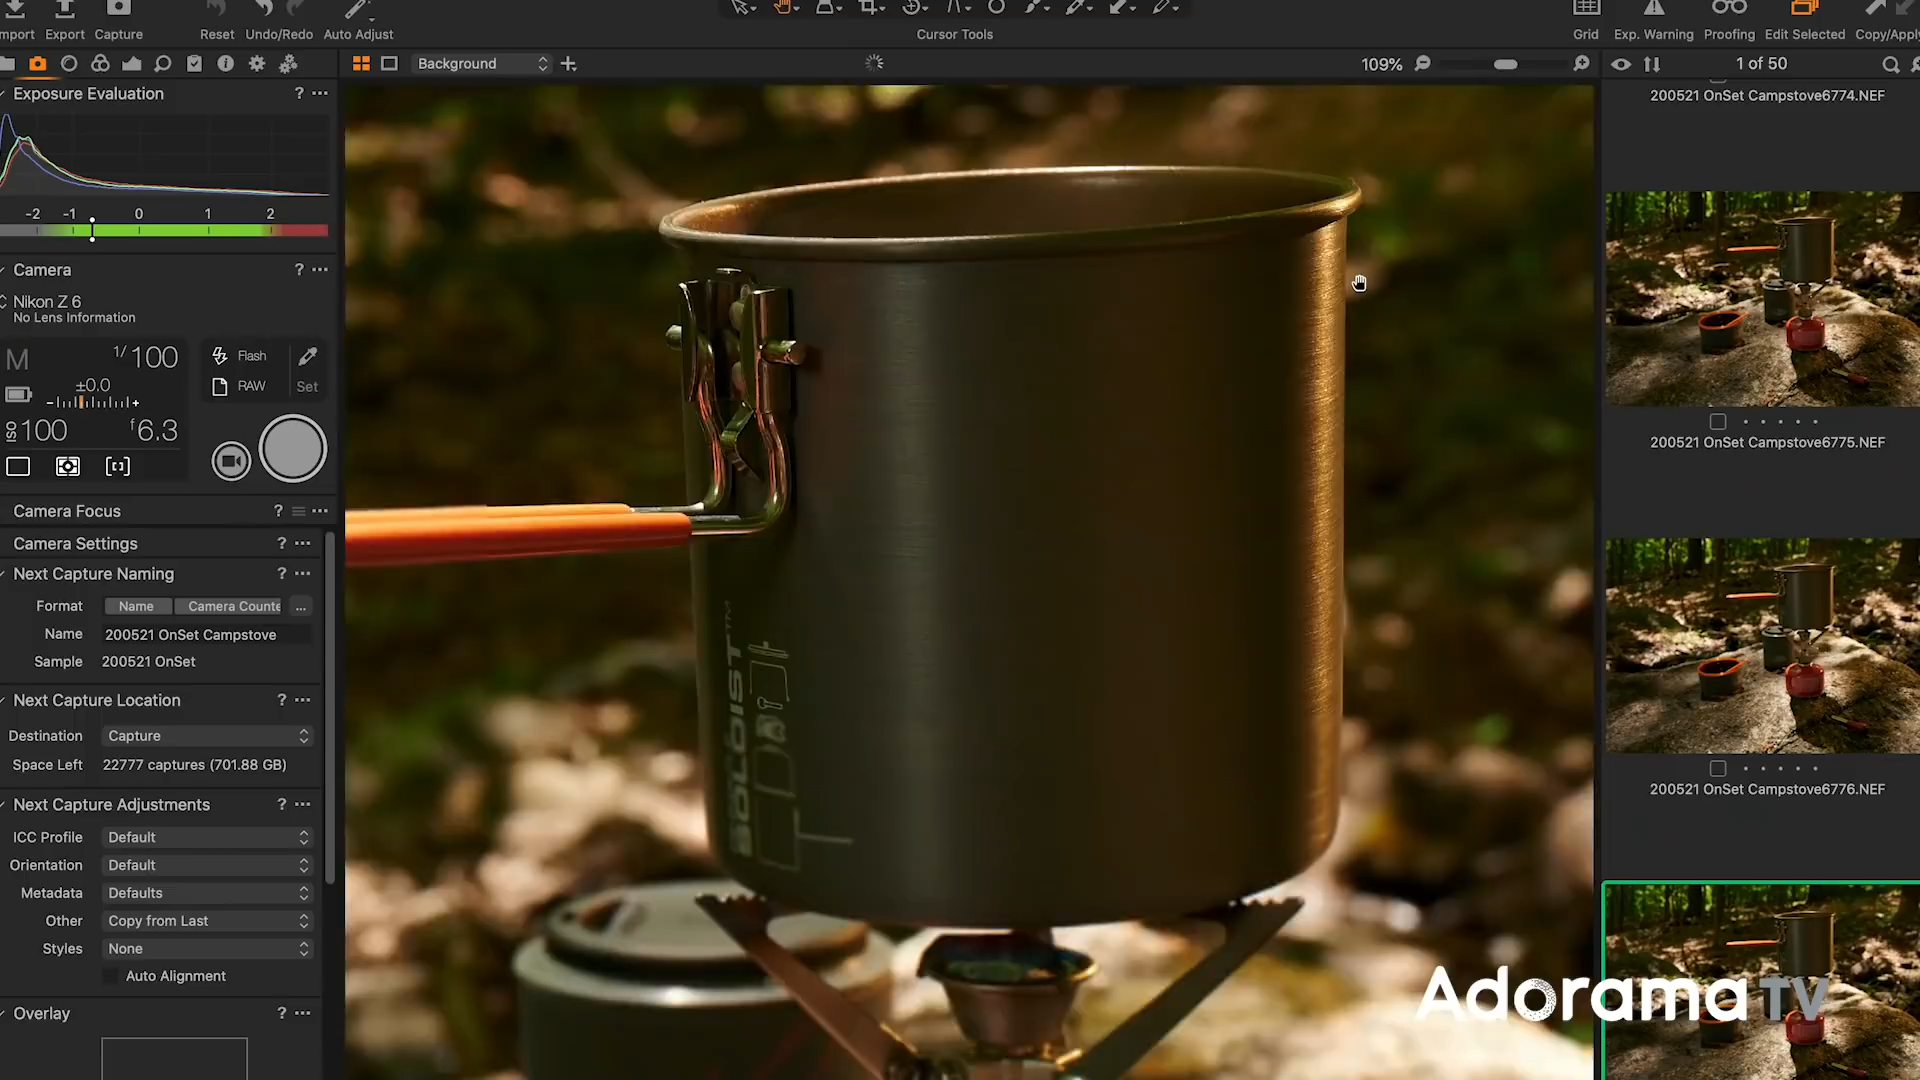 mport Export Capture Reset Undo/Redo Auto Adjust Cursor Tools Grid Exp. Warning Proofing Edit Selected Copy/Apply
Background 109% 1 of 50
Exposure Evaluation ? ...
-2 -1 0 1 2
Camera ? ...
Nikon Z 6
No Lens Information
M 1/100 Flash
±0.0 RAW Set
- +
ISO 100 f6.3
Camera Focus ? ...
Camera Settings ? ...
Next Capture Naming ? ...
Format Name Camera Counte ...
Name 200521 OnSet Campstove
Sample 200521 OnSet
Next Capture Location ? ...
Destination Capture
Space Left 22777 captures (701.88 GB)
Next Capture Adjustments ? ...
ICC Profile Default
Orientation Default
Metadata Defaults
Other Copy from Last
Styles None
Auto Alignment
Overlay ? ...
SOLOIST™
200521 OnSet Campstove6774.NEF
200521 OnSet Campstove6775.NEF
200521 OnSet Campstove6776.NEF
Adorama TV